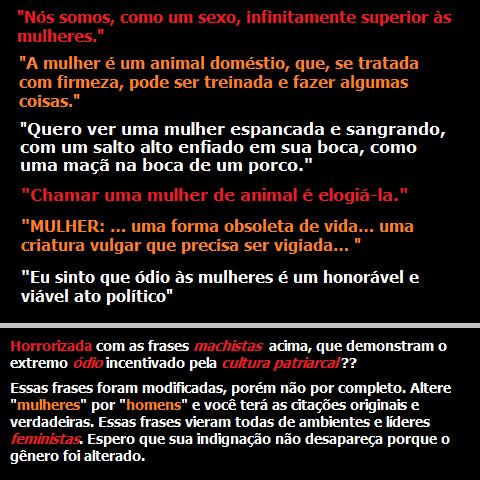 "Nós somos, como um sexo, infinitamente superior às
mulheres."
"A mulher é um animal doméstio, que, se tratada
com firmeza, pode ser treinada e fazer algumas
coisas."
"Quero ver uma mulher espancada e sangrando,
com um salto alto enfiado em sua boca, como
uma maçã na boca de um porco."
"Chamar uma mulher de animal é elogiá-la."
"MULHER: ... uma forma obsoleta de vida... uma
criatura vulgar que precisa ser vigiada... "
"Eu sinto que ódio às mulheres é um honorável e
viável ato político"
Horrorizada com as frases machistas acima, que demonstram o
extremo ódio incentivado pela cultura patriarcal??
Essas frases foram modificadas, porém não por completo. Altere
"mulheres" por "homens" e você terá as citações originais e
verdadeiras. Essas frases vieram todas de ambientes e líderes
feministas. Espero que sua indignação não desapareça porque o
gênero foi alterado.